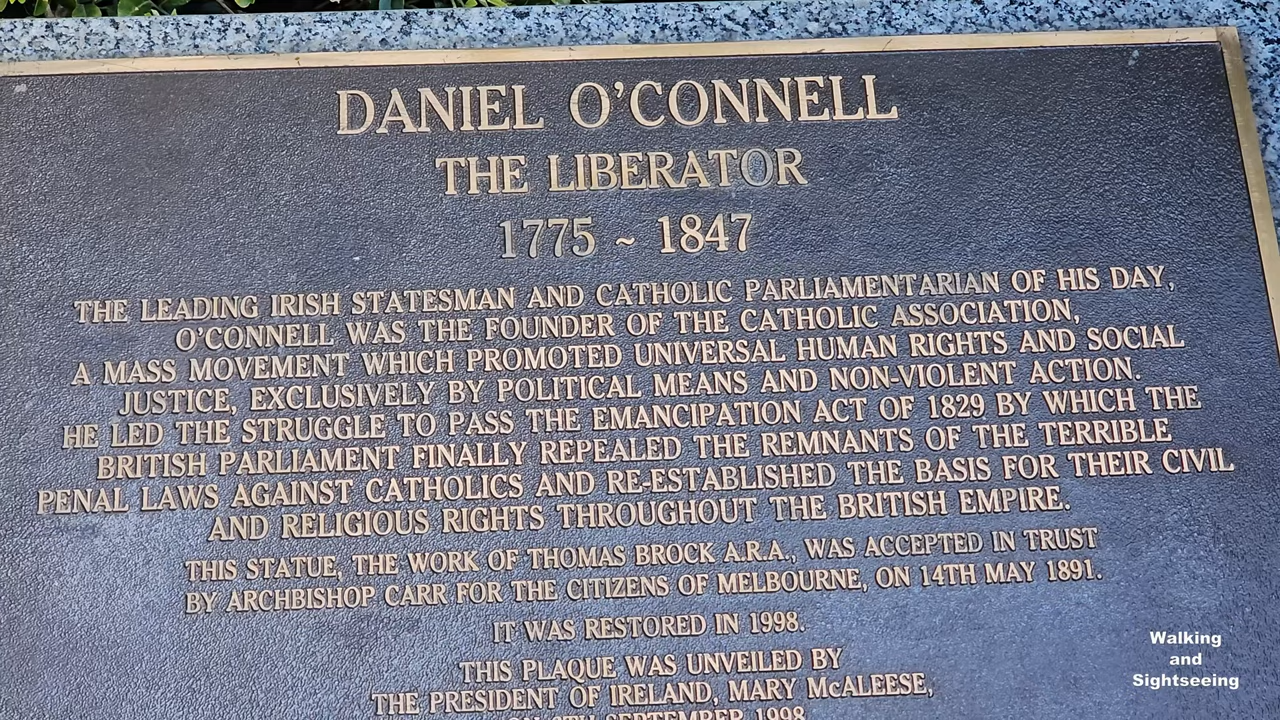 DANIEL O'CONNELL
THE LIBERATOR
1775 ~ 1847
THE LEADING IRISH STATESMAN AND CATHOLIC PARLIAMENTARIAN OF HIS DAY,
O'CONNELL WAS THE FOUNDER OF THE CATHOLIC ASSOCIATION,
A MASS MOVEMENT WHICH PROMOTED UNIVERSAL HUMAN RIGHTS AND SOCIAL
JUSTICE, EXCLUSIVELY BY POLITICAL MEANS AND NON-VIOLENT ACTION.
HE LED THE STRUGGLE TO PASS THE EMANCIPATION ACT OF 1829 BY WHICH THE
BRITISH PARLIAMENT FINALLY REPEALED THE REMNANTS OF THE TERRIBLE
PENAL LAWS AGAINST CATHOLICS AND RE-ESTABLISHED THE BASIS FOR THEIR CIVIL
AND RELIGIOUS RIGHTS THROUGHOUT THE BRITISH EMPIRE.
THIS STATUE, THE WORK OF THOMAS BROCK A.R.A., WAS ACCEPTED IN TRUST
BY ARCHBISHOP CARR FOR THE CITIZENS OF MELBOURNE, ON 14TH MAY 1891.
IT WAS RESTORED IN 1998.
THIS PLAQUE WAS UNVEILED BY
THE PRESIDENT OF IRELAND, MARY McALEESE,
SEPTEMBER 1998
Walking
and
Sightseeing